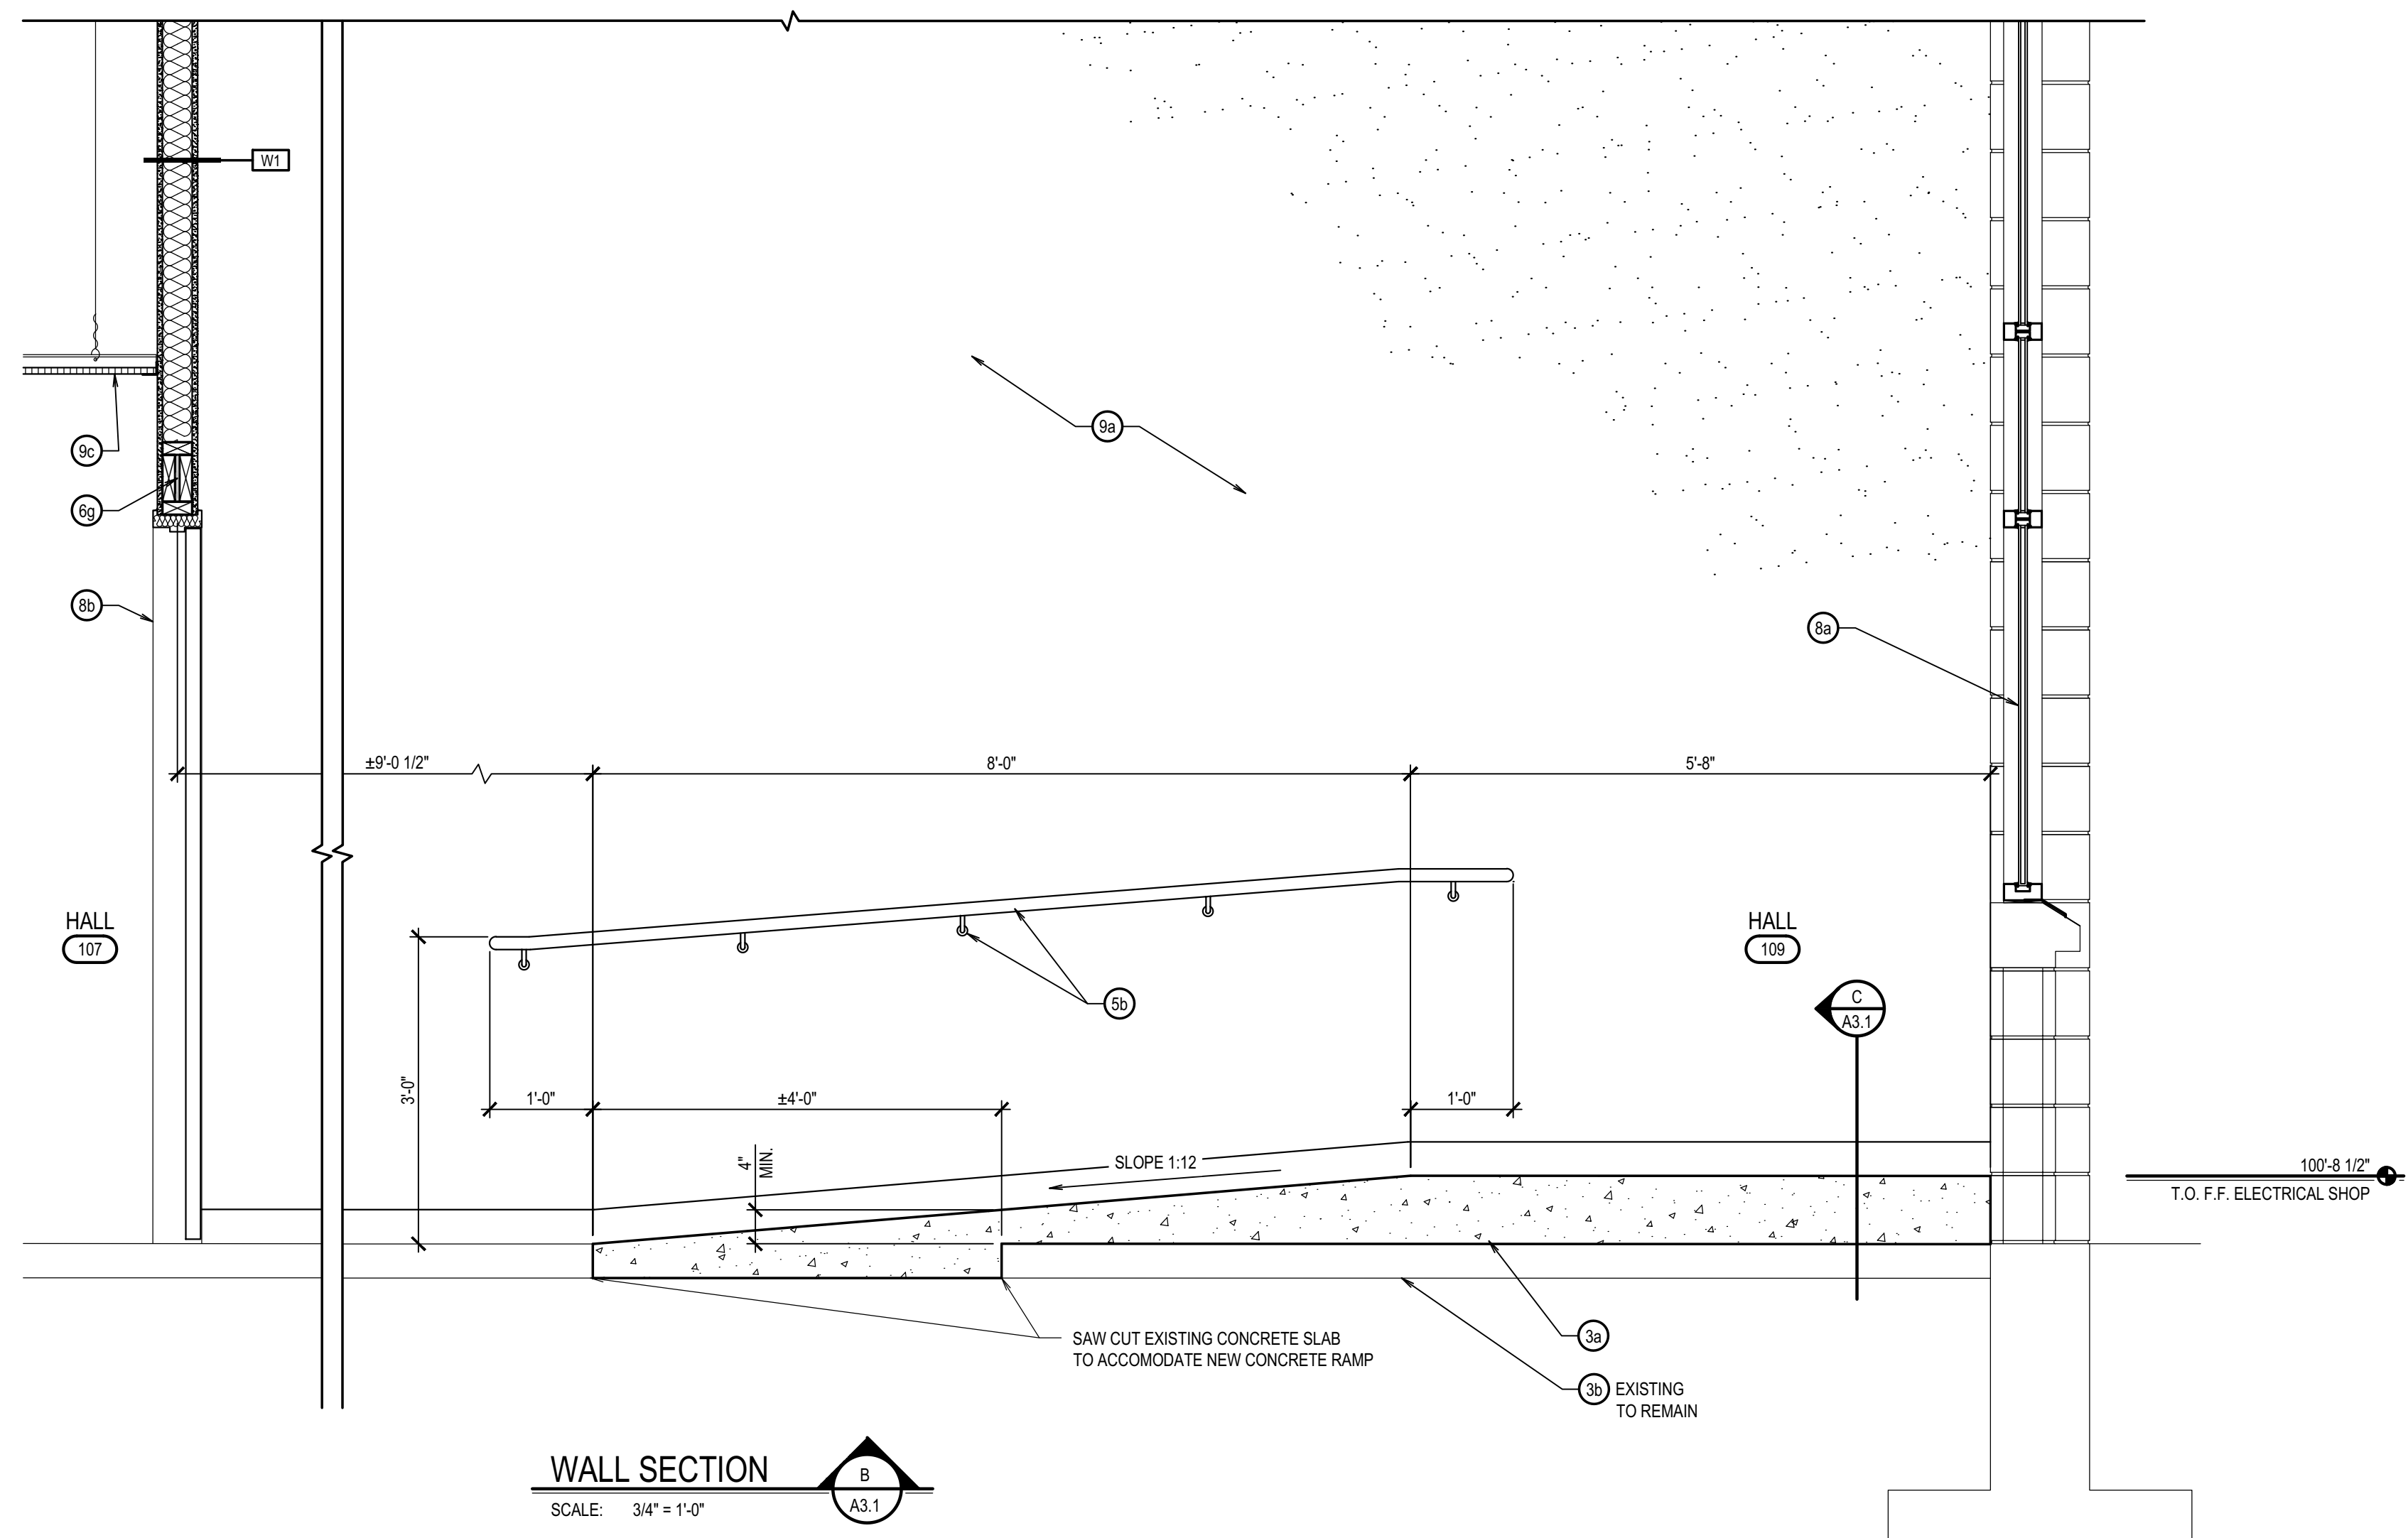 W1
9c
9a
6g
8b
8a
±9'-0 1/2"
8'-0"
5'-8"
HALL
107
HALL
109
5b
C
A3.1
3'-0"
1'-0"
±4'-0"
1'-0"
4"
MIN.
SLOPE 1:12
100'-8 1/2"
T.O. F.F. ELECTRICAL SHOP
SAW CUT EXISTING CONCRETE SLAB
TO ACCOMODATE NEW CONCRETE RAMP
3a
3b EXISTING
TO REMAIN
WALL SECTION
SCALE: 3/4" = 1'-0"
B
A3.1